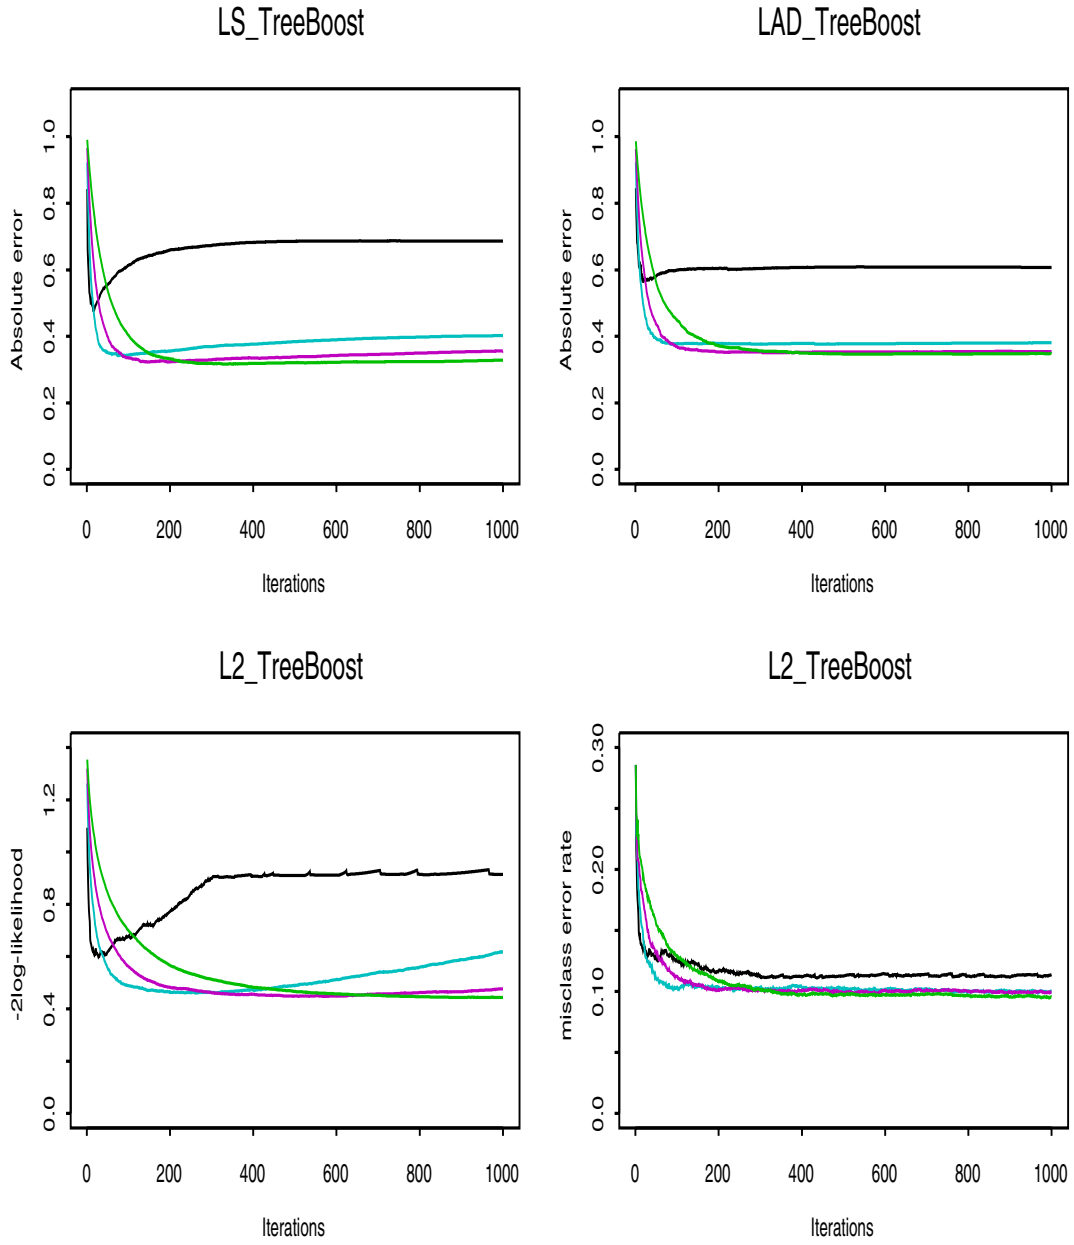 LS_TreeBoost
Absolute error
1.0
0.8
0.6
0.4
0.2
0.0
0 200 400 600 800 1000
Iterations
LAD_TreeBoost
Absolute error
1.0
0.8
0.6
0.4
0.2
0.0
0 200 400 600 800 1000
Iterations
L2_TreeBoost
-2log-likelihood
1.2
0.8
0.4
0.0
0 200 400 600 800 1000
Iterations
L2_TreeBoost
misclass error rate
0.30
0.20
0.10
0.0
0 200 400 600 800 1000
Iterations